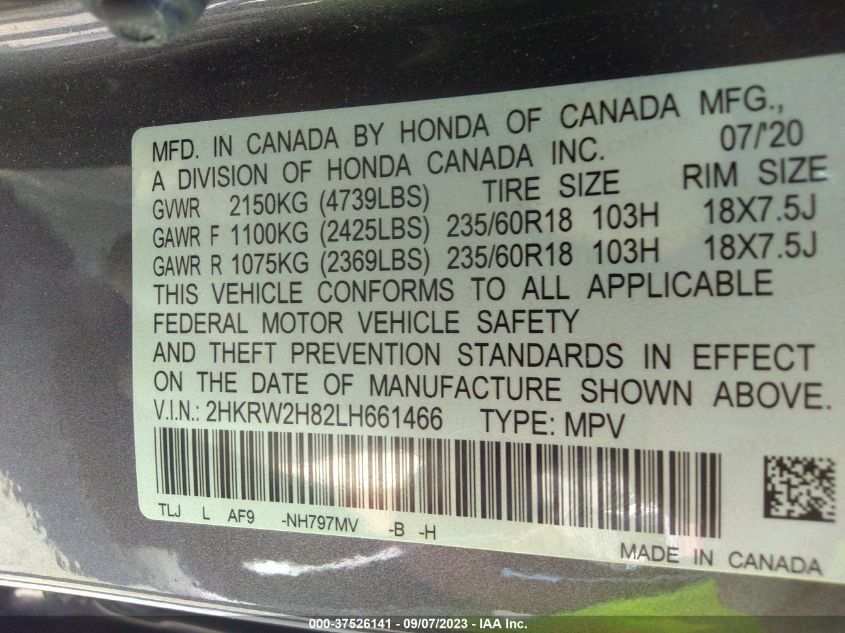 MFD. IN CANADA BY HONDA OF CANADA MFG.,
A DIVISION OF HONDA CANADA INC. 07/'20
GVWR 2150KG (4739LBS) TIRE SIZE RIM SIZE
GAWR F 1100KG (2425LBS) 235/60R18 103H 18X7.5J
GAWR R 1075KG (2369LBS) 235/60R18 103H 18X7.5J
THIS VEHICLE CONFORMS TO ALL APPLICABLE
FEDERAL MOTOR VEHICLE SAFETY
AND THEFT PREVENTION STANDARDS IN EFFECT
ON THE DATE OF MANUFACTURE SHOWN ABOVE.
V.I.N.: 2HKRW2H82LH661466 TYPE: MPV
TLJ L AF9 -NH797MV -B -H
MADE IN CANADA
000-37526141 - 09/07/2023 - IAA Inc.